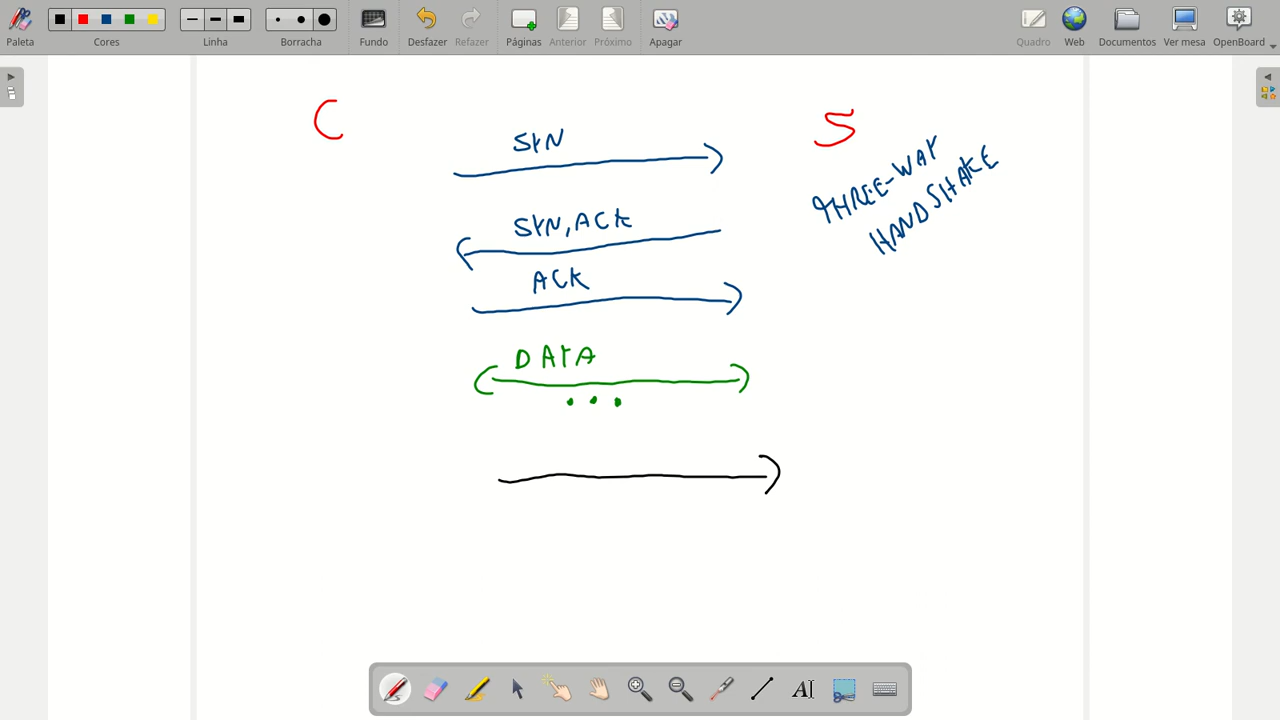 Paleta
Cores
Linha
Borracha
Fundo
Desfazer
Refazer
Páginas
Anterior
Próximo
Apagar
Quadro
Web
Documentos
Ver mesa
OpenBoard
C
S
SYN
THREE-WAY
HANDSHAKE
SYN, ACK
ACK
DATA
...
AI